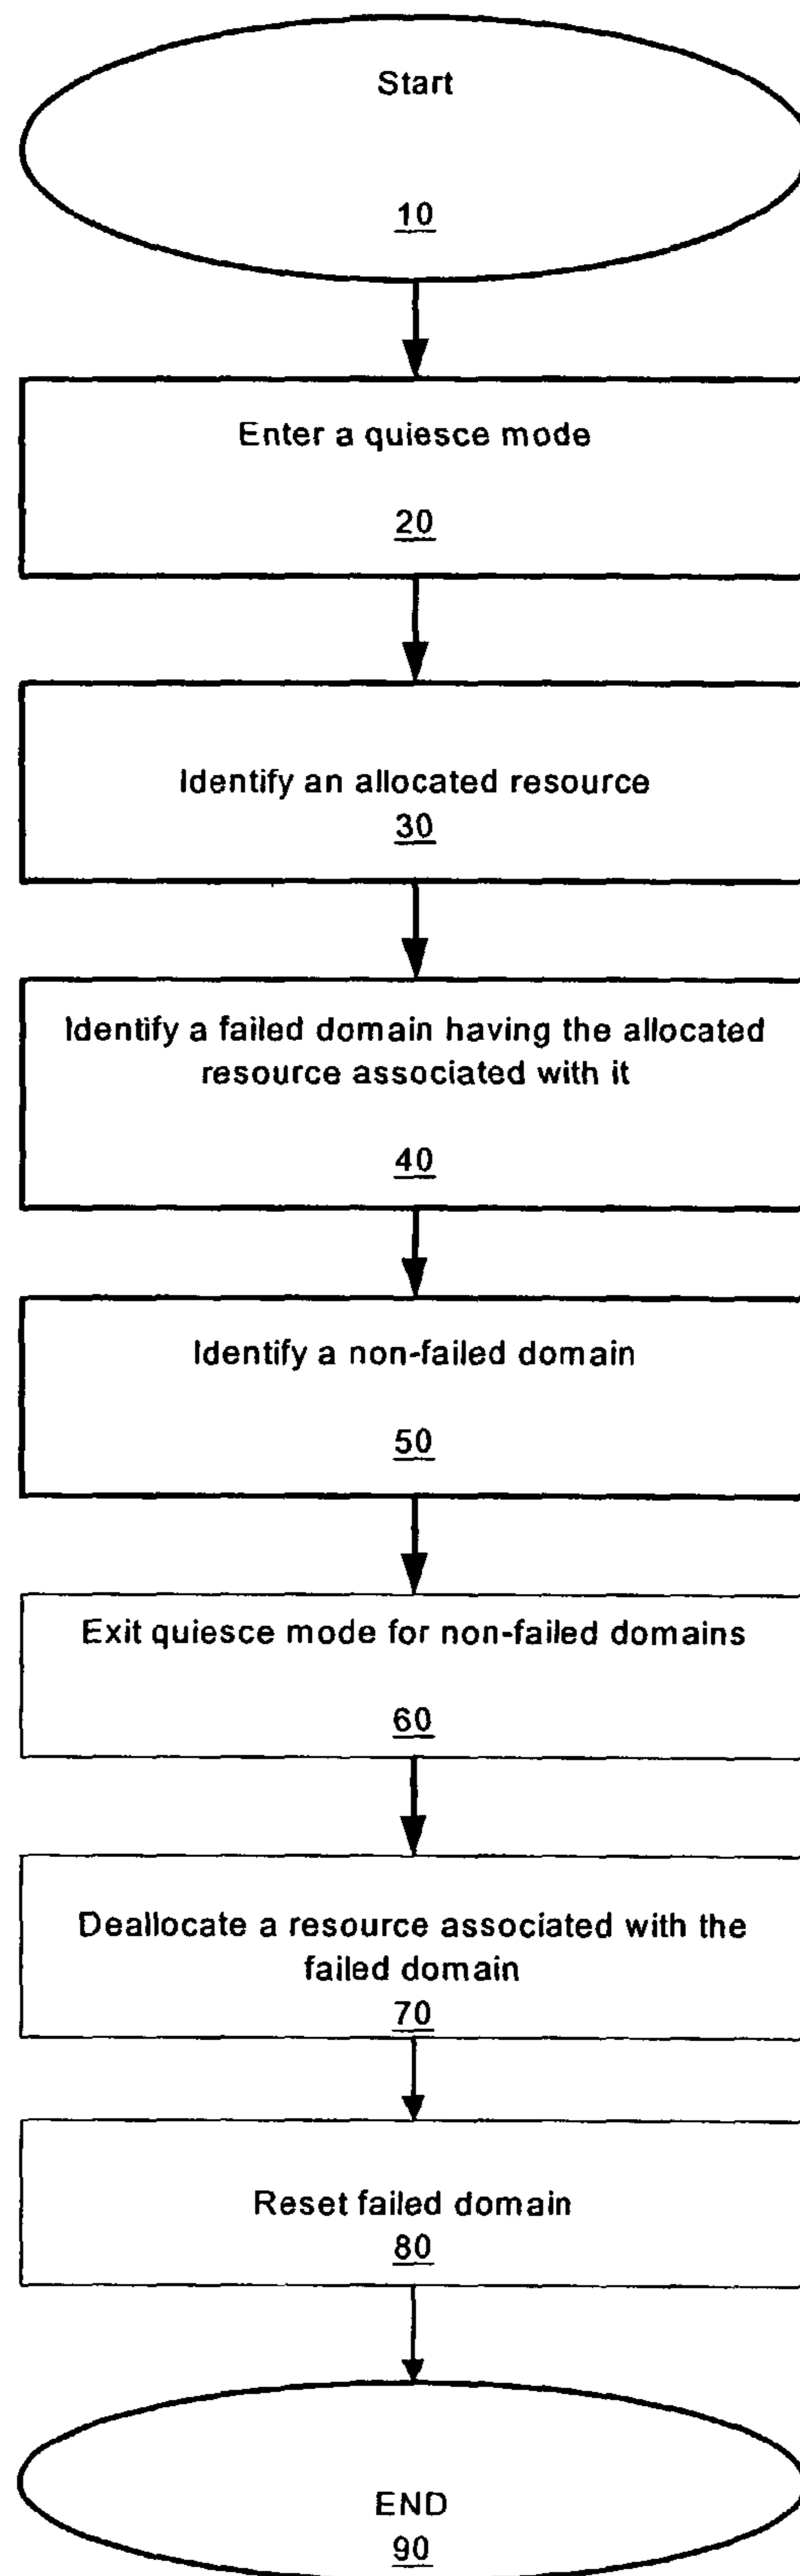 Start
10
Enter a quiesce mode
20
Identify an allocated resource
30
Identify a failed domain having the allocated
resource associated with it
40
Identify a non-failed domain
50
Exit quiesce mode for non-failed domains
60
Deallocate a resource associated with the
failed domain
70
Reset failed domain
80
END
90